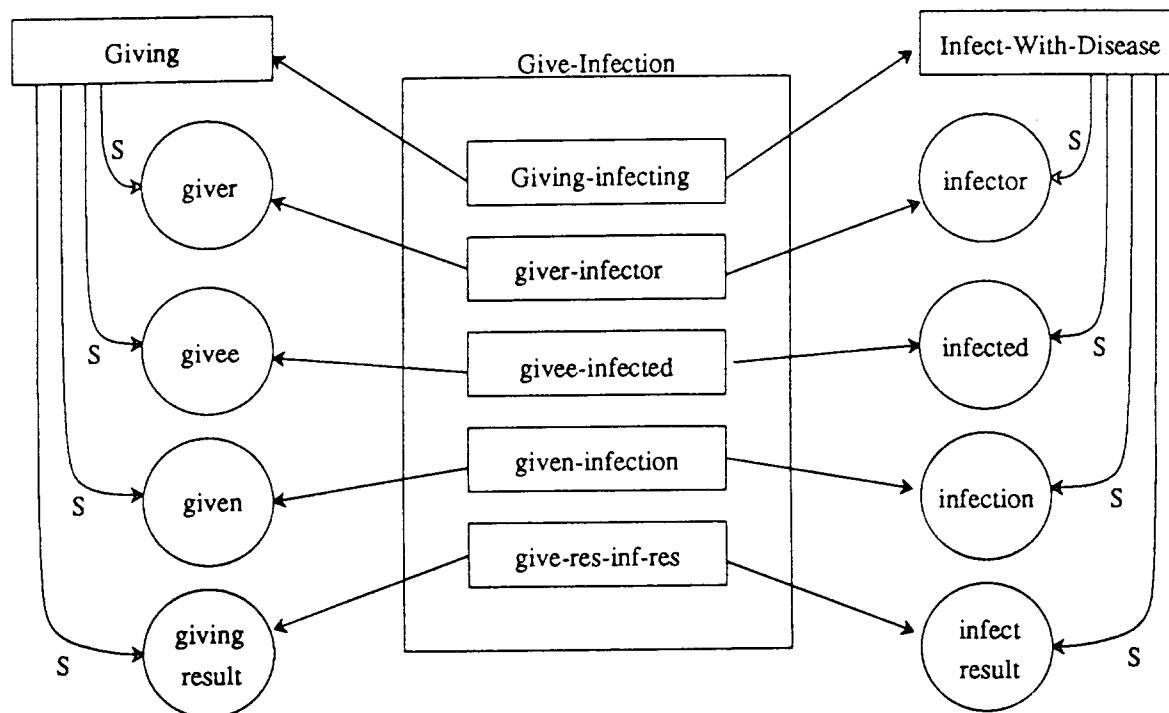 Giving
Give-Infection
Infect-With-Disease
S
giver
Giving-infecting
infector
S
giver-infector
S
givee
givee-infected
infected
S
S
given
given-infection
infection
S
give-res-inf-res
S
giving
result
infect
result
S